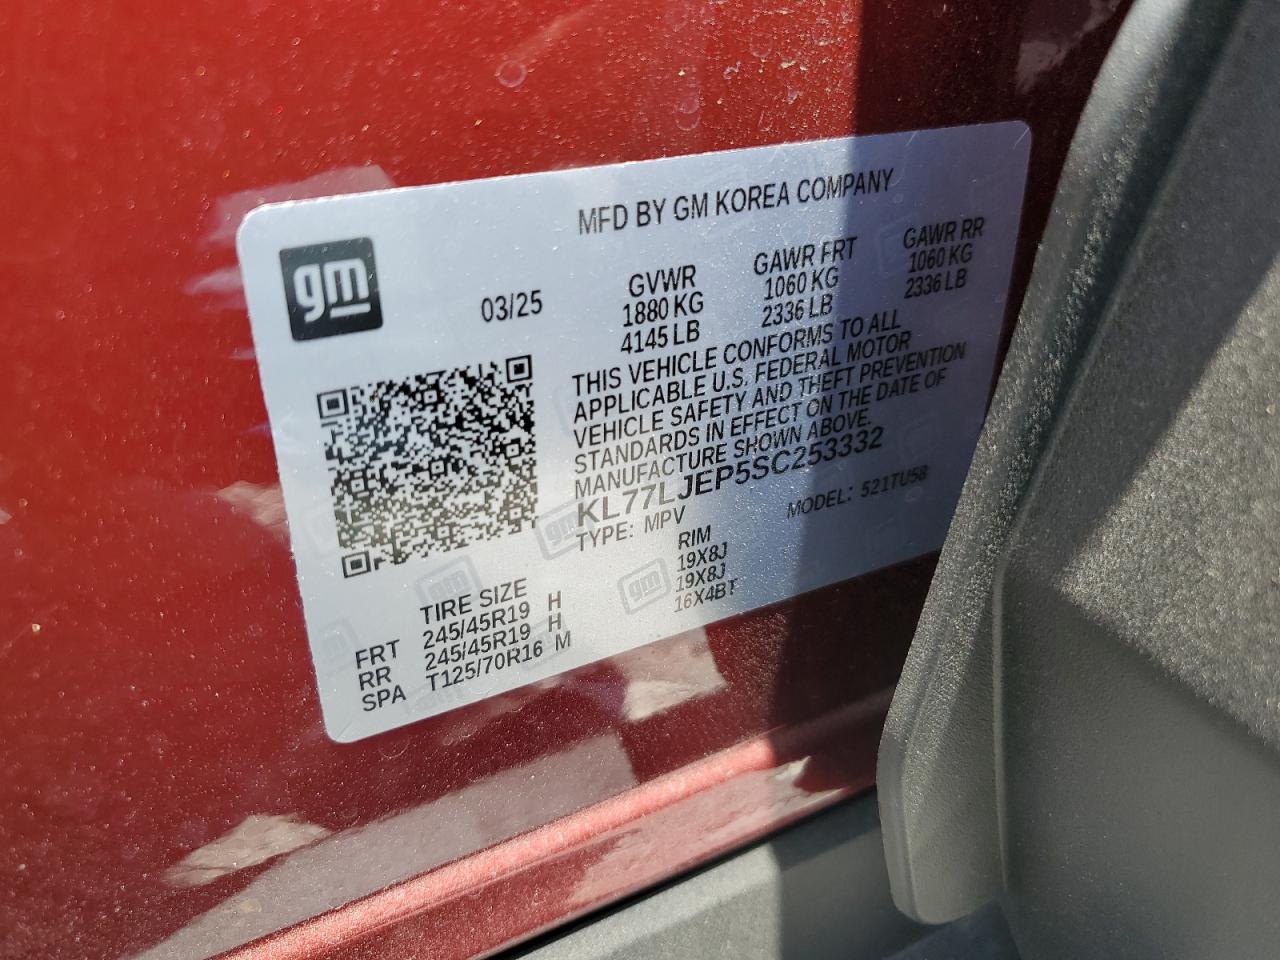 MFD BY GM KOREA COMPANY
gm
03/25
GVWR
1880 KG
4145 LB
GAWR FRT
1060 KG
2336 LB
GAWR RR
1060 KG
2336 LB
THIS VEHICLE CONFORMS TO ALL
APPLICABLE U.S. FEDERAL MOTOR
VEHICLE SAFETY AND THEFT PREVENTION
STANDARDS IN EFFECT ON THE DATE OF
MANUFACTURE SHOWN ABOVE.
KL77LJEP5SC253332
TYPE: MPV
MODEL: 521TU58
TIRE SIZE
RIM
FRT 245/45R19 H 19X8J
RR 245/45R19 H 19X8J
SPA T125/70R16 M 16X4BT